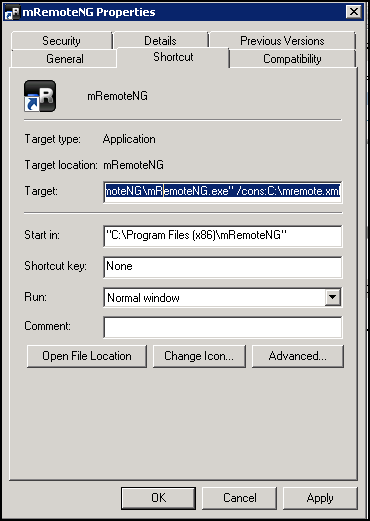 mRemoteNG Properties
Security Details Previous Versions
General Shortcut Compatibility
mRemoteNG
Target type: Application
Target location: mRemoteNG
Target: moteNG\mRemoteNG.exe" /cons:C:\mremote.xml
Start in: "C:\Program Files (x86)\mRemoteNG"
Shortcut key: None
Run: Normal window
Comment:
Open File Location Change Icon... Advanced...
OK Cancel Apply